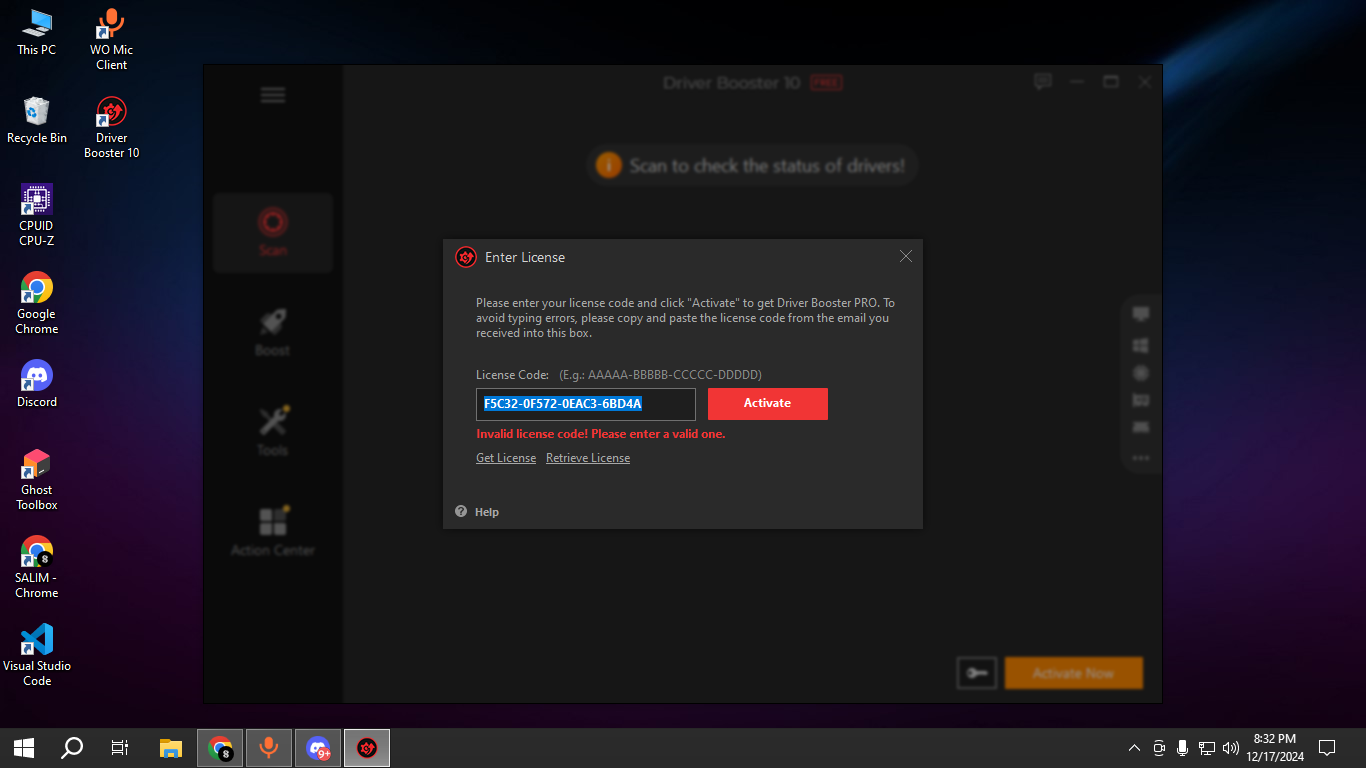 This PC
WO Mic
Client
Recycle Bin
Driver
Booster 10
CPUID
CPU-Z
Google
Chrome
Discord
Ghost
Toolbox
8
SALIM -
Chrome
Visual Studio
Code
Driver Booster 10 FREE
Scan to check the status of drivers!
Scan
Boost
Tools
Action Center
Enter License
Please enter your license code and click "Activate" to get Driver Booster PRO. To
avoid typing errors, please copy and paste the license code from the email you
received into this box.
License Code: (E.g.: AAAAA-BBBBB-CCCCC-DDDDD)
F5C32-0F572-0EAC3-6BD4A
Activate
Invalid license code! Please enter a valid one.
Get License Retrieve License
Help
Activate Now
8
9+
8:32 PM
12/17/2024